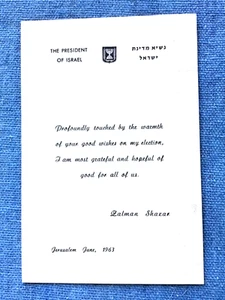 THE PRESIDENT
OF ISRAEL
נשיא מדינת
ישראל
Profoundly touched by the warmth
of your good wishes on my election,
I am most grateful and hopeful of
good for all of us.
Zalman Shazar
Jerusalem June, 1963